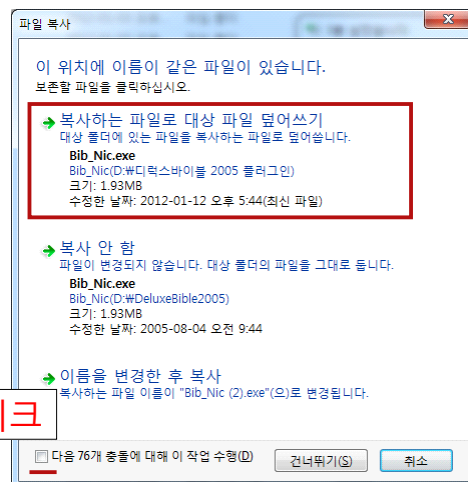 파일 복사
이 위치에 이름이 같은 파일이 있습니다.
보존할 파일을 클릭하십시오.
복사하는 파일로 대상 파일 덮어쓰기
대상 폴더에 있는 파일을 복사하는 파일로 덮어씁니다.
Bib_Nic.exe
Bib_Nic(D:₩디럭스바이블 2005 플러그인)
크기: 1.93MB
수정한 날짜: 2012-01-12 오후 5:44(최신 파일)
복사 안 함
파일이 변경되지 않습니다. 대상 폴더의 파일을 그대로 둡니다.
Bib_Nic.exe
Bib_Nic(D:₩DeluxeBible2005)
크기: 1.93MB
수정한 날짜: 2005-08-04 오전 9:44
이름을 변경한 후 복사
복사하는 파일 이름이 "Bib_Nic (2).exe"(으)로 변경됩니다.
크
다음 76개 충돌에 대해 이 작업 수행(D)
건너뛰기(S)
취소